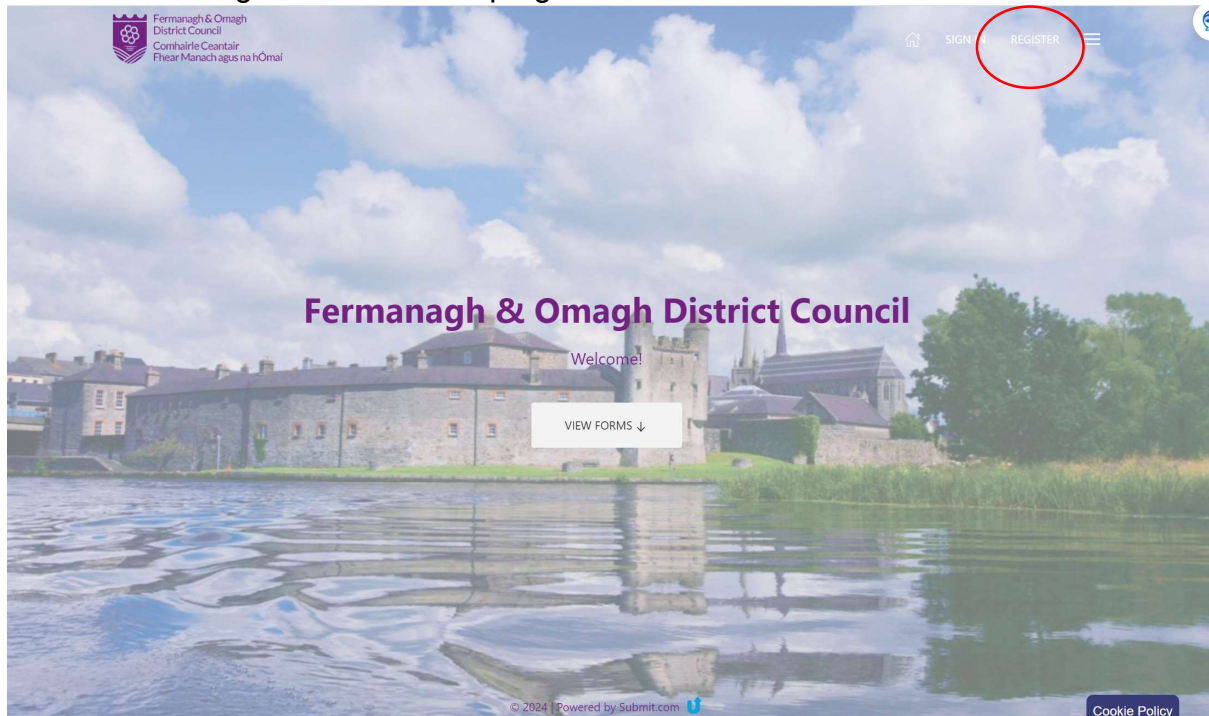 Fermanagh & Omagh
District Council
Comhairle Ceantair
Fhear Manach agus na hÓmaí
SIGN IN REGISTER
Fermanagh & Omagh District Council
Welcome!
VIEW FORMS ↓
© 2024 | Powered by Submit.com
Cookie Policy